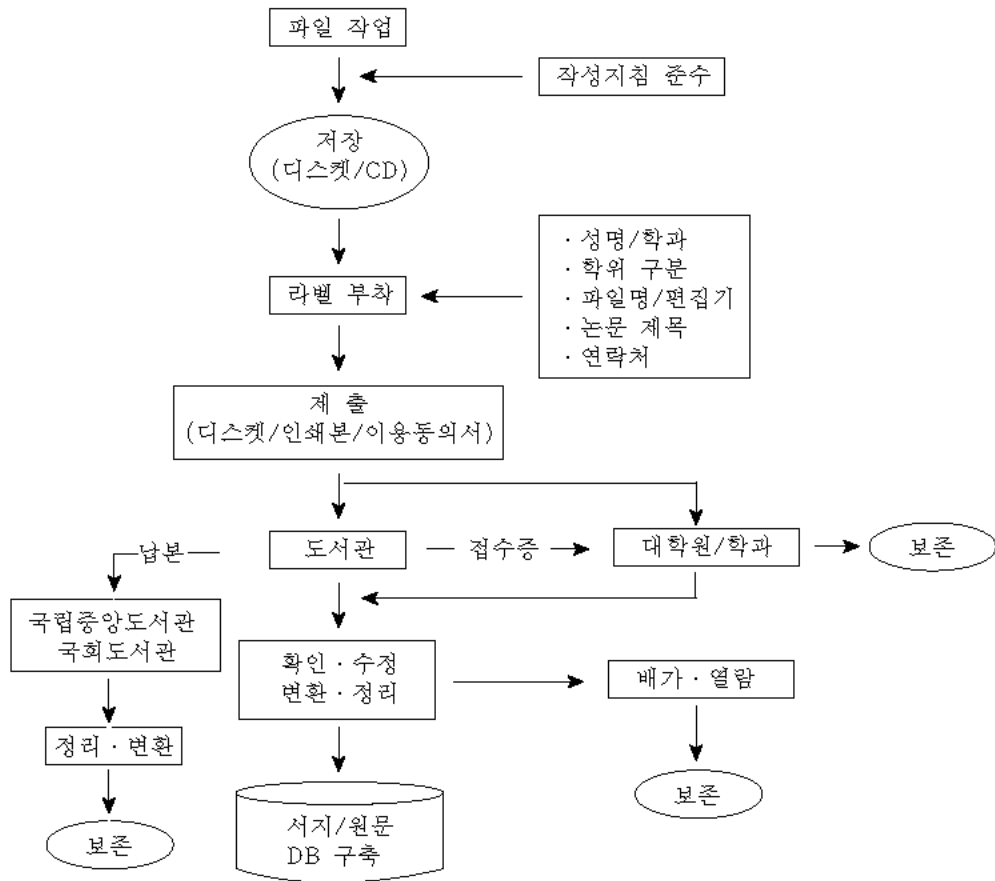 파일 작업
작성지침 준수
저장
(디스켓/CD)
· 성명/학과
· 학위 구분
· 파일명/편집기
· 논문 제목
· 연락처
라벨 부착
제 출
(디스켓/인쇄본/이용동의서)
납본
도서관
접수증
대학원/학과
보존
국립중앙도서관
국회도서관
확인 · 수정
변환 · 정리
배가 · 열람
정리 · 변환
보존
서지/원문
DB 구축
보존